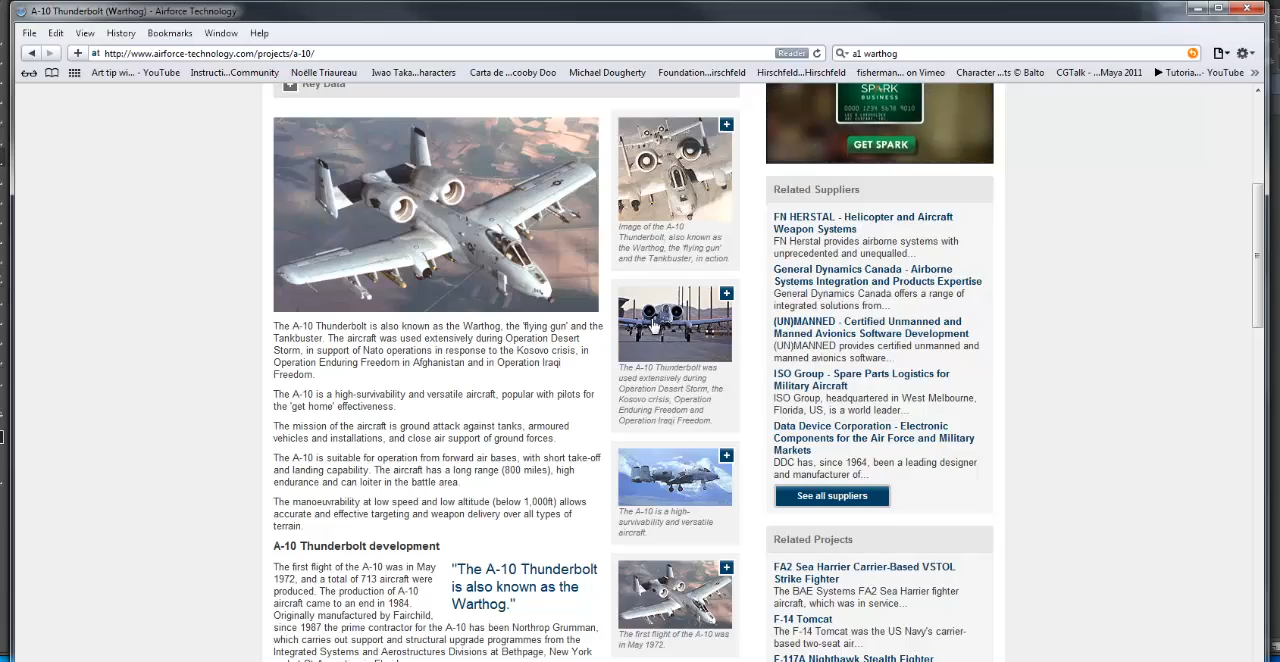 A-10 Thunderbolt (Warthog) - Airforce Technology
File Edit View History Bookmarks Window Help
http://www.airforce-technology.com/projects/a-10/
Reader
a1 warthog
Art tip wi... - YouTube Instructi...Community Noëlle Triaureau Iwao Taka...haracters Carta de ...cooby Doo Michael Dougherty Foundation...irschfeld Hirschfeld...Hirschfeld fisherman... on Vimeo Character ...ts © Balto CGTalk - ...Maya 2011 Tutoria... - YouTube
Key Data
SPARK
BUSINESS
GET SPARK
The A-10 Thunderbolt is also known as the Warthog, the 'flying gun' and the
Tankbuster. The aircraft was used extensively during Operation Desert
Storm, in support of Nato operations in response to the Kosovo crisis, in
Operation Enduring Freedom in Afghanistan and in Operation Iraqi
Freedom.
The A-10 is a high-survivability and versatile aircraft, popular with pilots for
the 'get home' effectiveness.
The mission of the aircraft is ground attack against tanks, armoured
vehicles and installations, and close air support of ground forces.
The A-10 is suitable for operation from forward air bases, with short take-off
and landing capability. The aircraft has a long range (800 miles), high
endurance and can loiter in the battle area.
The manoeuvrability at low speed and low altitude (below 1,000ft) allows
accurate and effective targeting and weapon delivery over all types of
terrain.
A-10 Thunderbolt development
The first flight of the A-10 was in May
1972, and a total of 713 aircraft were
produced. The production of A-10
aircraft came to an end in 1984.
Originally manufactured by Fairchild,
since 1987 the prime contractor for the A-10 has been Northrop Grumman,
which carries out support and structural upgrade programmes from the
Integrated Systems and Aerostructures Divisions at Bethpage, New York
"The A-10 Thunderbolt
is also known as the
Warthog."
Image of the A-10
Thunderbolt, also known as
the Warthog, the 'flying gun'
and the Tankbuster, in action.
The A-10 Thunderbolt was
used extensively during
Operation Desert Storm, the
Kosovo crisis, Operation
Enduring Freedom and
Operation Iraqi Freedom.
The A-10 is a high-
survivability and versatile
aircraft.
The first flight of the A-10 was
in May 1972.
Related Suppliers
FN HERSTAL - Helicopter and Aircraft
Weapon Systems
FN Herstal provides airborne systems with
unprecedented and unequalled...
General Dynamics Canada - Airborne
Systems Integration and Products Expertise
General Dynamics Canada offers a range of
integrated solutions from...
(UN)MANNED - Certified Unmanned and
Manned Avionics Software Development
(UN)MANNED provides certified unmanned and
manned avionics software...
ISO Group - Spare Parts Logistics for
Military Aircraft
ISO Group, headquartered in West Melbourne,
Florida, US, is a world leader...
Data Device Corporation - Electronic
Components for the Air Force and Military
Markets
DDC has, since 1964, been a leading designer
and manufacturer of...
See all suppliers
Related Projects
FA2 Sea Harrier Carrier-Based VSTOL
Strike Fighter
The BAE Systems FA2 Sea Harrier fighter
aircraft, which was in service...
F-14 Tomcat
The F-14 Tomcat was the US Navy's carrier-
based two-seat air...
F-117A Nighthawk Stealth Fighter